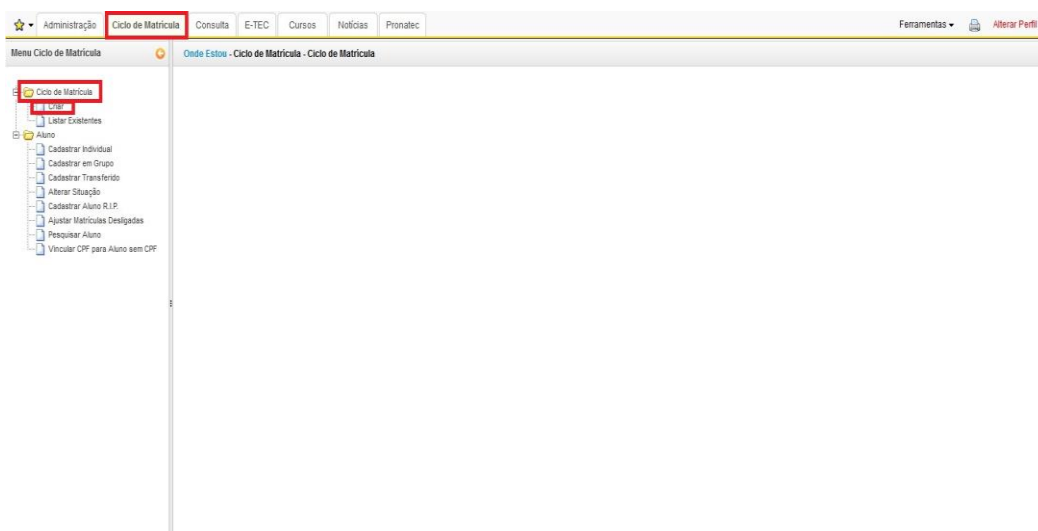 Administração Ciclo de Matrícula Consulta E-TEC Cursos Notícias Pronatec Ferramentas Alterar Perfil
Menu Ciclo de Matrícula Onde Estou - Ciclo de Matrícula - Ciclo de Matrícula
Ciclo de Matrícula
Criar
Listar Existentes
Aluno
Cadastrar Individual
Cadastrar em Grupo
Cadastrar Transferido
Alterar Situação
Cadastrar Aluno R.I.P.
Ajustar Matrículas Desligadas
Pesquisar Aluno
Vincular CPF para Aluno sem CPF